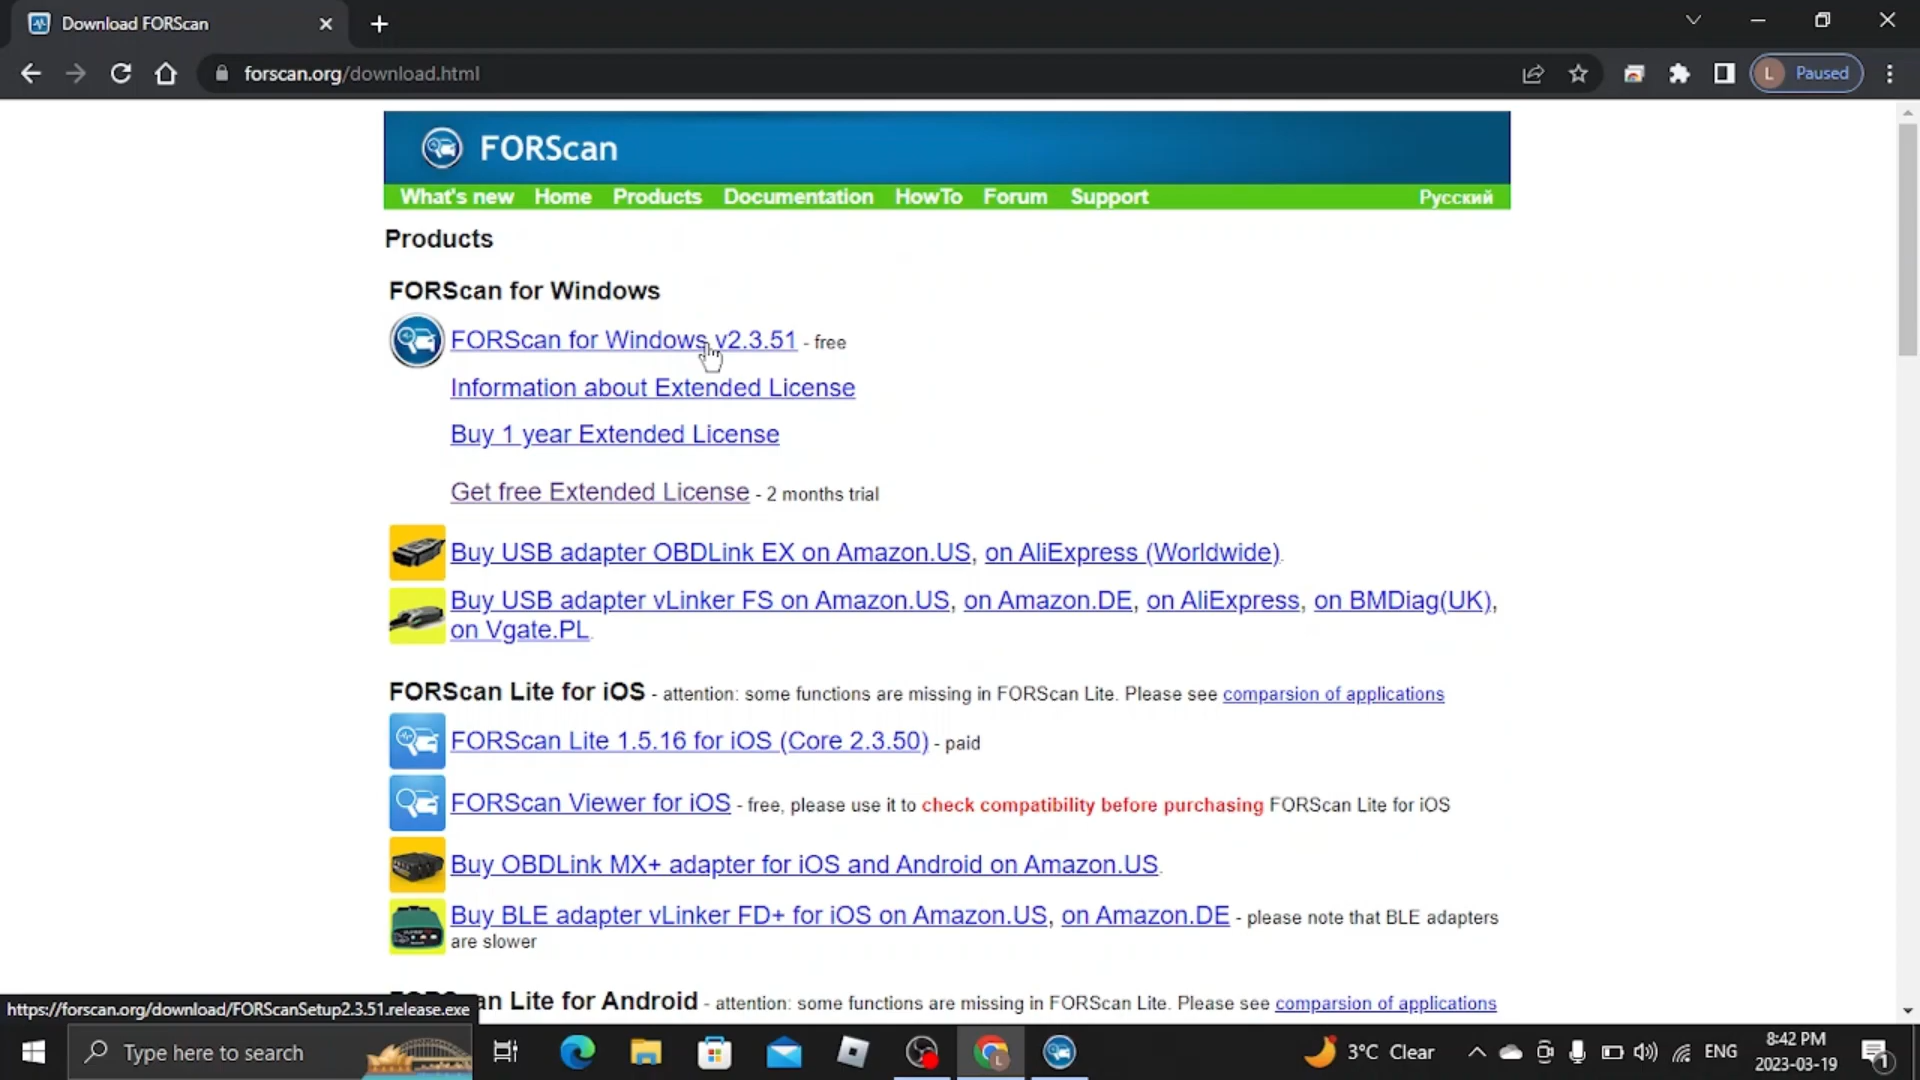 Download FORScan
forscan.org/download.html
L Paused
FORScan
What's new Home Products Documentation HowTo Forum Support Русский
Products
FORScan for Windows
FORScan for Windows v2.3.51 - free
Information about Extended License
Buy 1 year Extended License
Get free Extended License - 2 months trial
Buy USB adapter OBDLink EX on Amazon.US, on AliExpress (Worldwide).
Buy USB adapter vLinker FS on Amazon.US, on Amazon.DE, on AliExpress, on BMDiag(UK),
on Vgate.PL.
FORScan Lite for iOS - attention: some functions are missing in FORScan Lite. Please see comparsion of applications
FORScan Lite 1.5.16 for iOS (Core 2.3.50) - paid
FORScan Viewer for iOS - free, please use it to check compatibility before purchasing FORScan Lite for iOS
Buy OBDLink MX+ adapter for iOS and Android on Amazon.US.
Buy BLE adapter vLinker FD+ for iOS on Amazon.US, on Amazon.DE - please note that BLE adapters
are slower
an Lite for Android - attention: some functions are missing in FORScan Lite. Please see comparsion of applications
https://forscan.org/download/FORScanSetup2.3.51.release.exe
Type here to search
L
3°C Clear
ENG
8:42 PM
2023-03-19
1